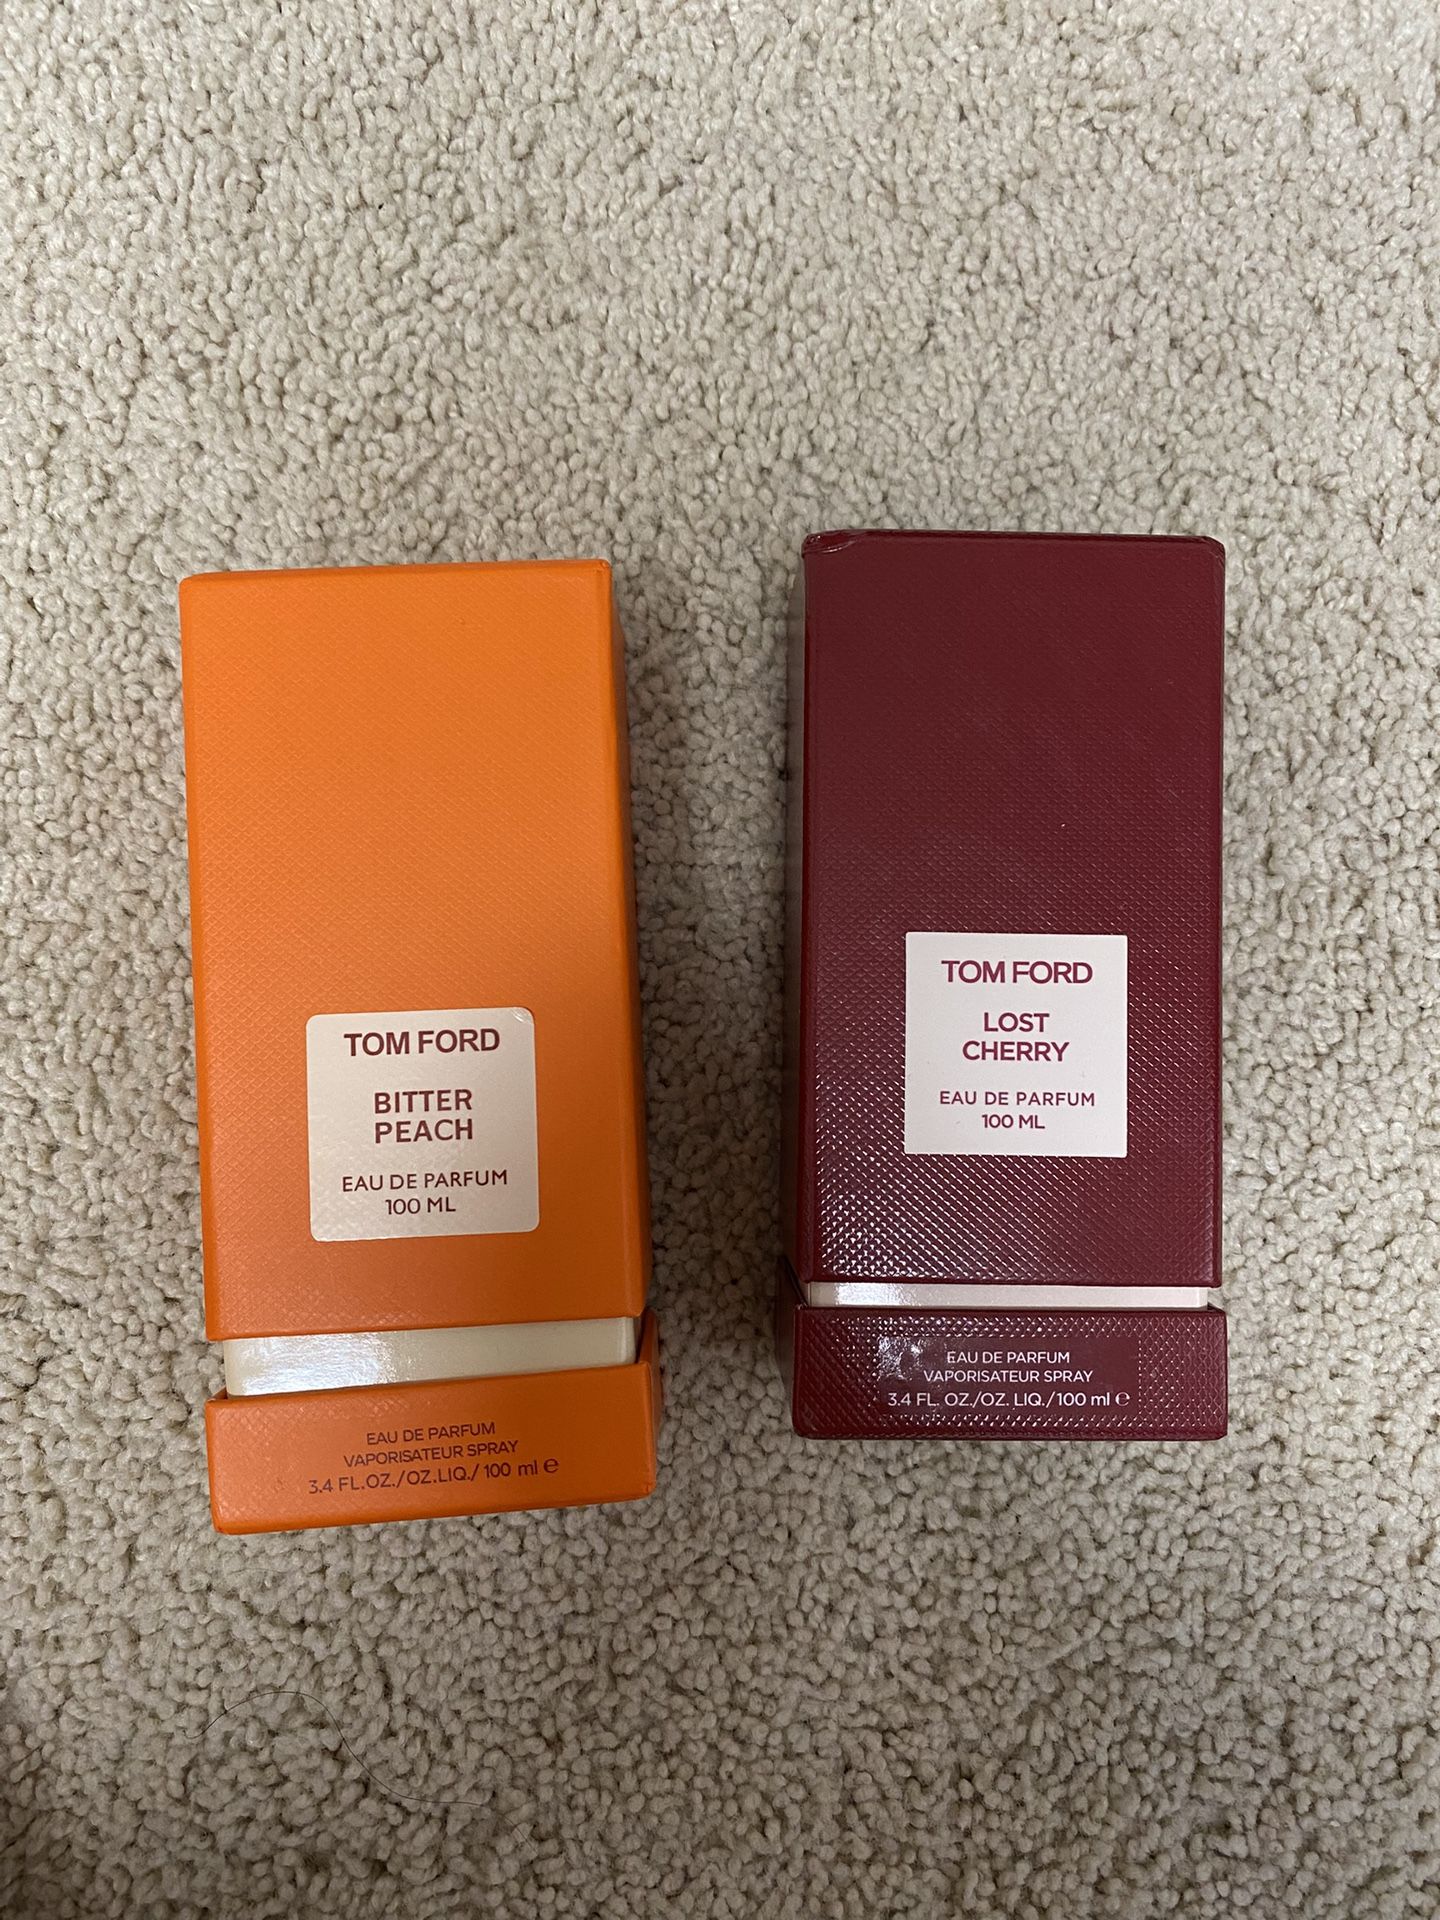 TOM FORD
BITTER
PEACH
EAU DE PARFUM
100 ML
EAU DE PARFUM
VAPORISATEUR SPRAY
3.4 FL.OZ./OZ.LIQ./ 100 ml ℮
TOM FORD
LOST
CHERRY
EAU DE PARFUM
100 ML
EAU DE PARFUM
VAPORISATEUR SPRAY
3.4 FL. OZ./OZ. LIQ./100 ml ℮